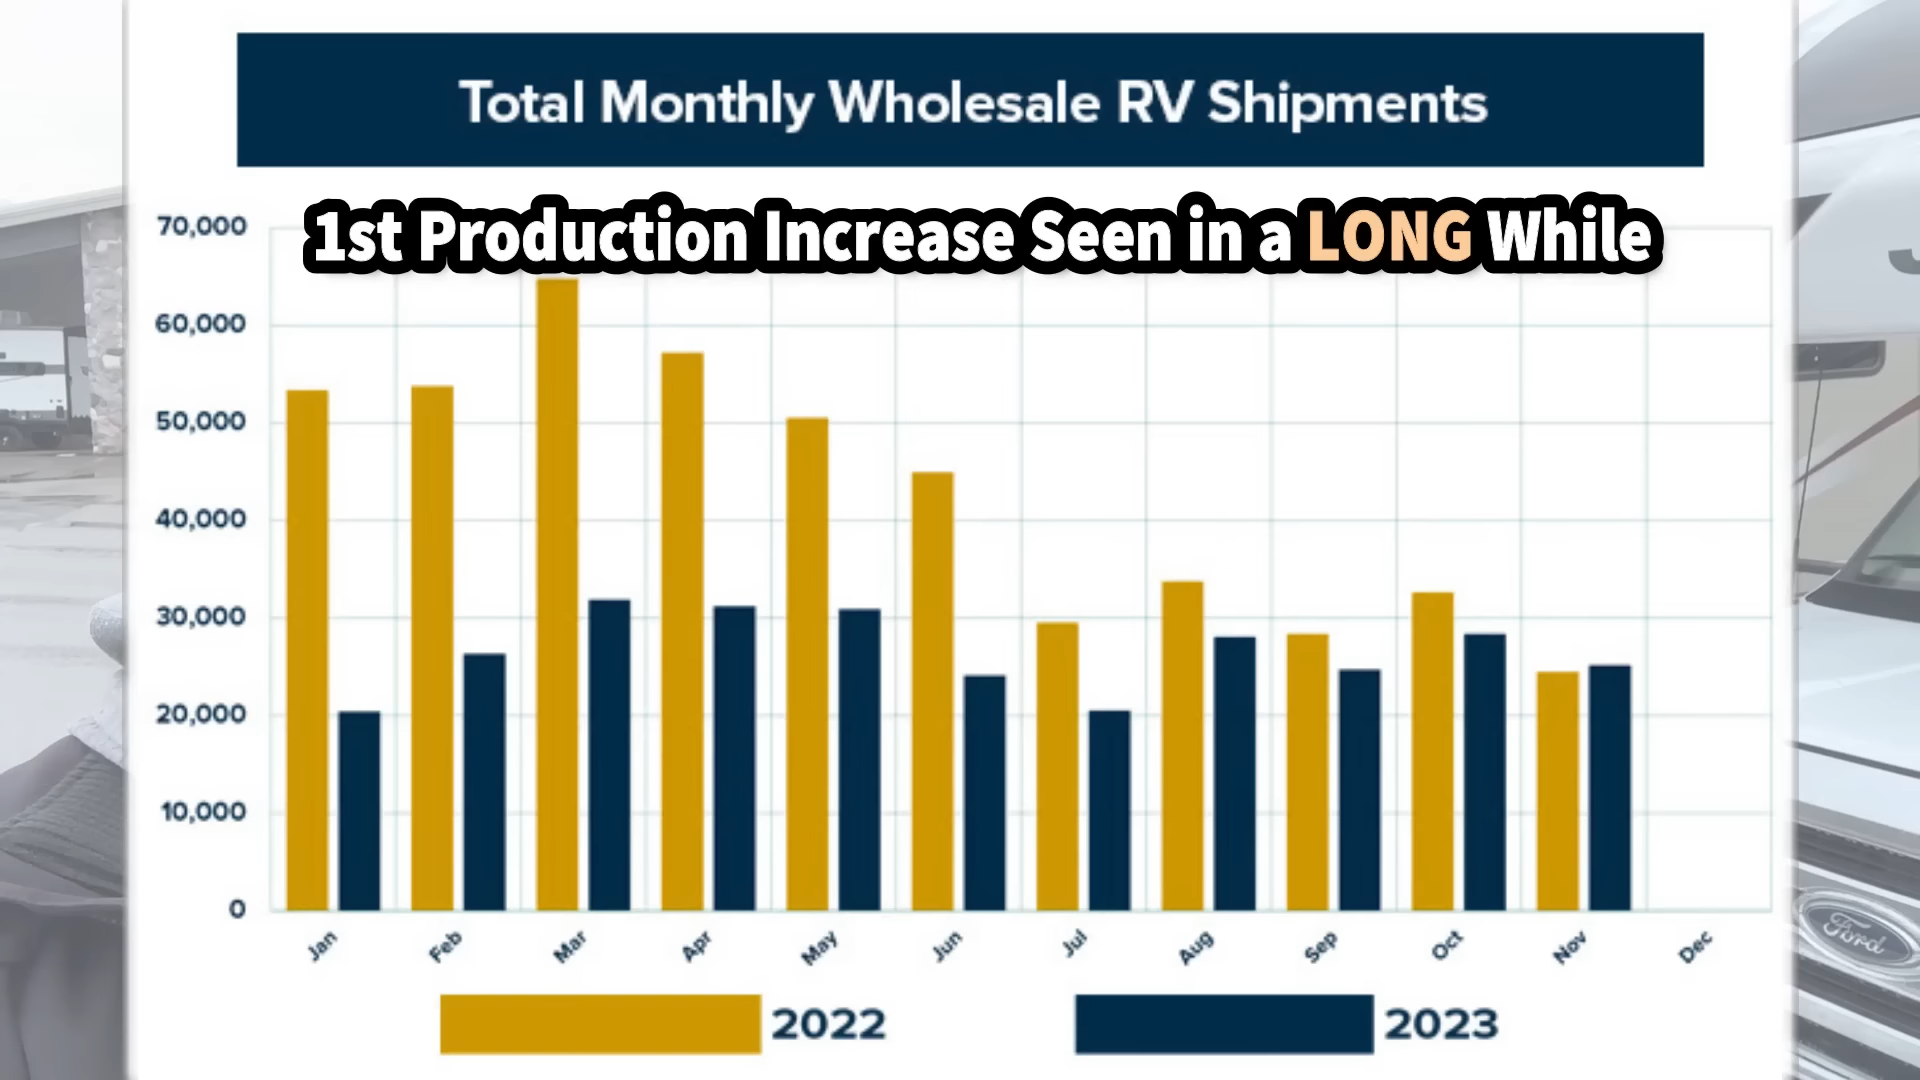 Total Monthly Wholesale RV Shipments
1st Production Increase Seen in a LONG While
70,000
60,000
50,000
40,000
30,000
20,000
10,000
0
Jan
Feb
Mar
Apr
May
Jun
Jul
Aug
Sep
Oct
Nov
Dec
2022
2023
Ford